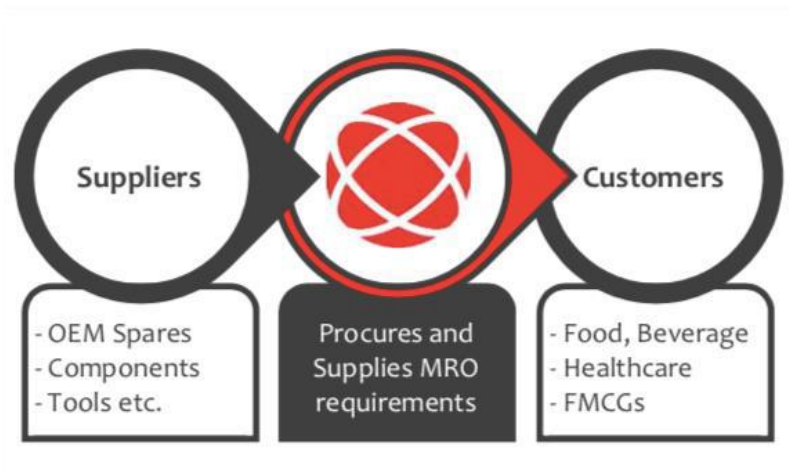 Suppliers
- OEM Spares
- Components
- Tools etc.
Procures and
Supplies MRO
requirements
Customers
- Food, Beverage
- Healthcare
- FMCGs